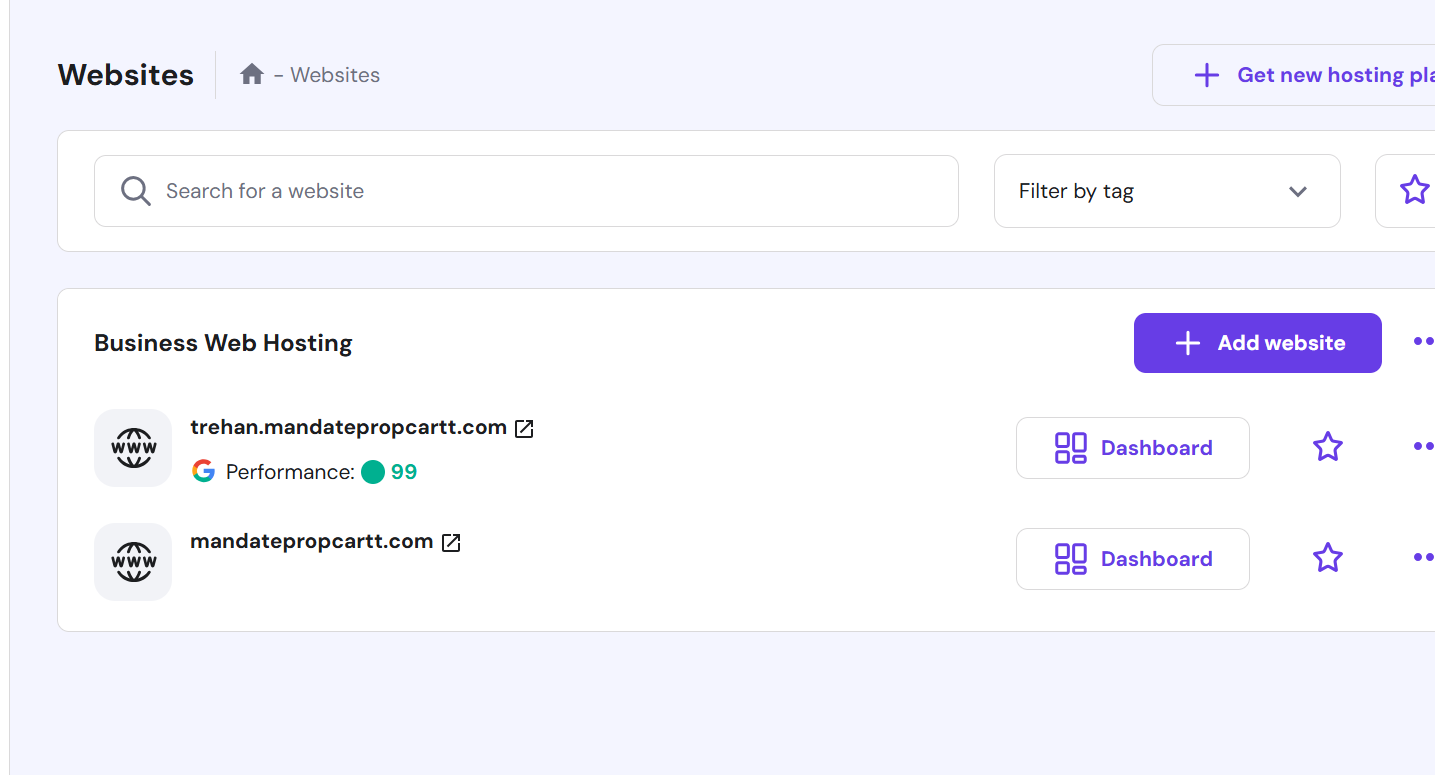 Websites
- Websites
Get new hosting pla
Search for a website
Filter by tag
Business Web Hosting
Add website
www
trehan.mandatepropcartt.com
Performance: 99
Dashboard
www
mandatepropcartt.com
Dashboard